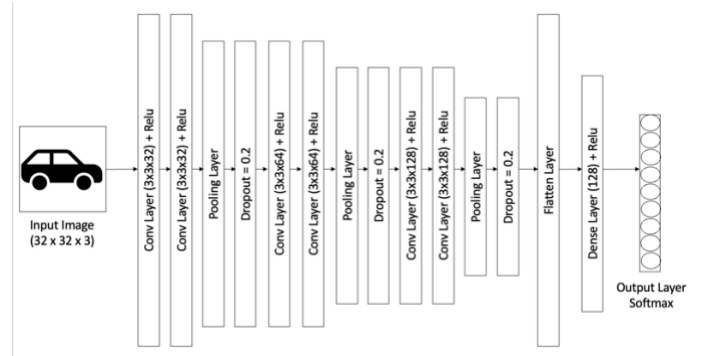 Input Image
(32 x 32 x 3)
Conv Layer (3x3x32) + Relu
Conv Layer (3x3x32) + Relu
Pooling Layer
Dropout = 0.2
Conv Layer (3x3x64) + Relu
Conv Layer (3x3x64) + Relu
Pooling Layer
Dropout = 0.2
Conv Layer (3x3x128) + Relu
Conv Layer (3x3x128) + Relu
Pooling Layer
Dropout = 0.2
Flatten Layer
Dense Layer (128) + Relu
Output Layer
Softmax